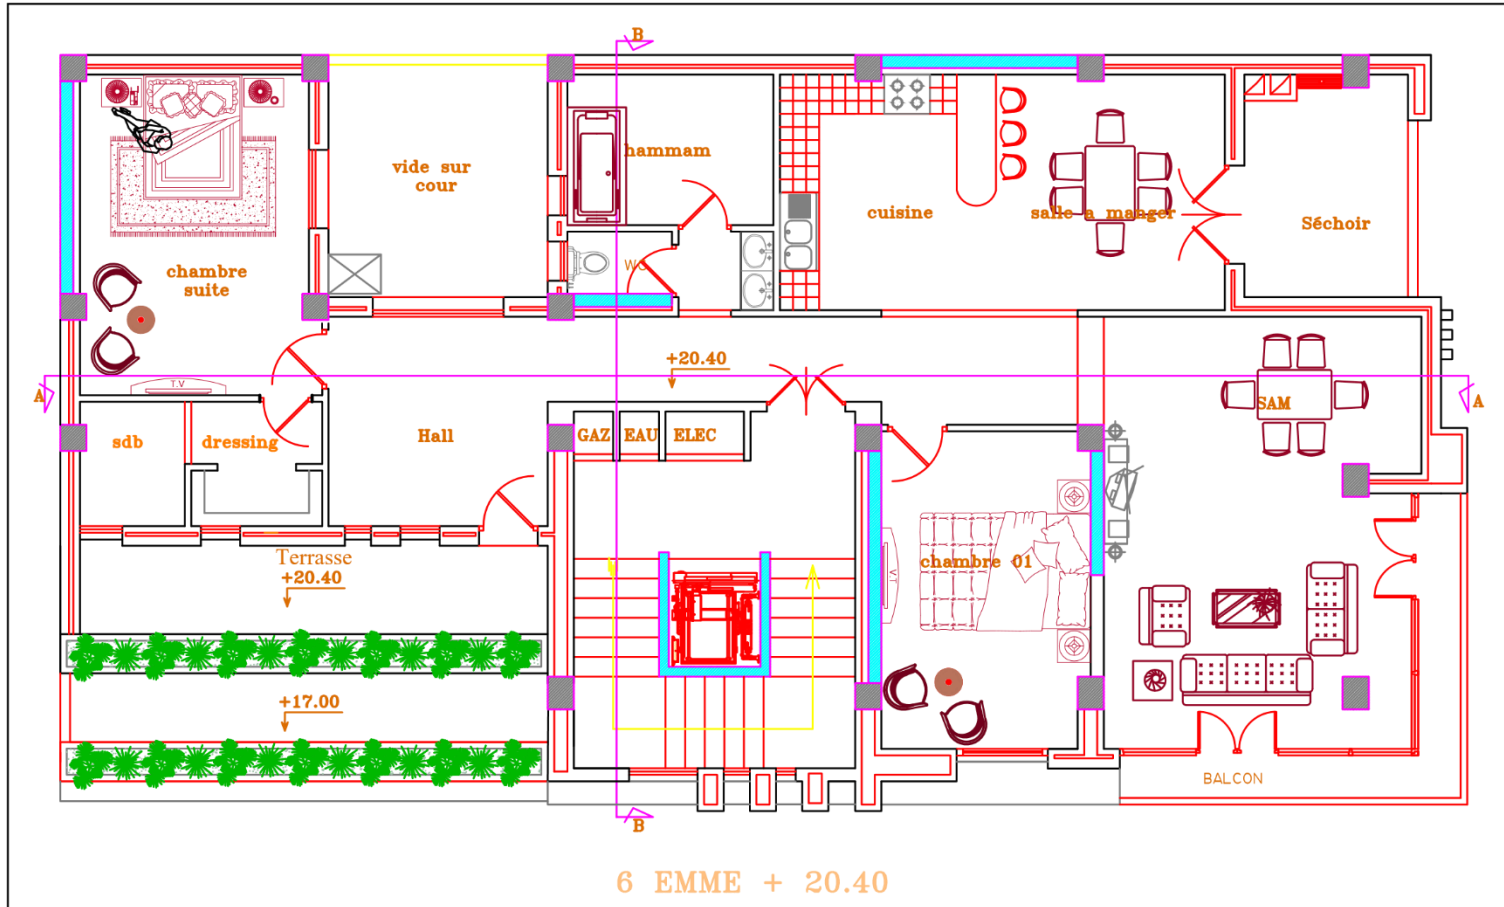 B
hammam
vide sur
cour
cuisine
salle a manger
Séchoir
chambre
suite
WC
T.V
+20.40
A
A
SAM
sdb
dressing
Hall
GAZ
EAU
ELEC
Terrasse
+20.40
chambre 01
T.V
+17.00
BALCON
B
6 EMME + 20.40